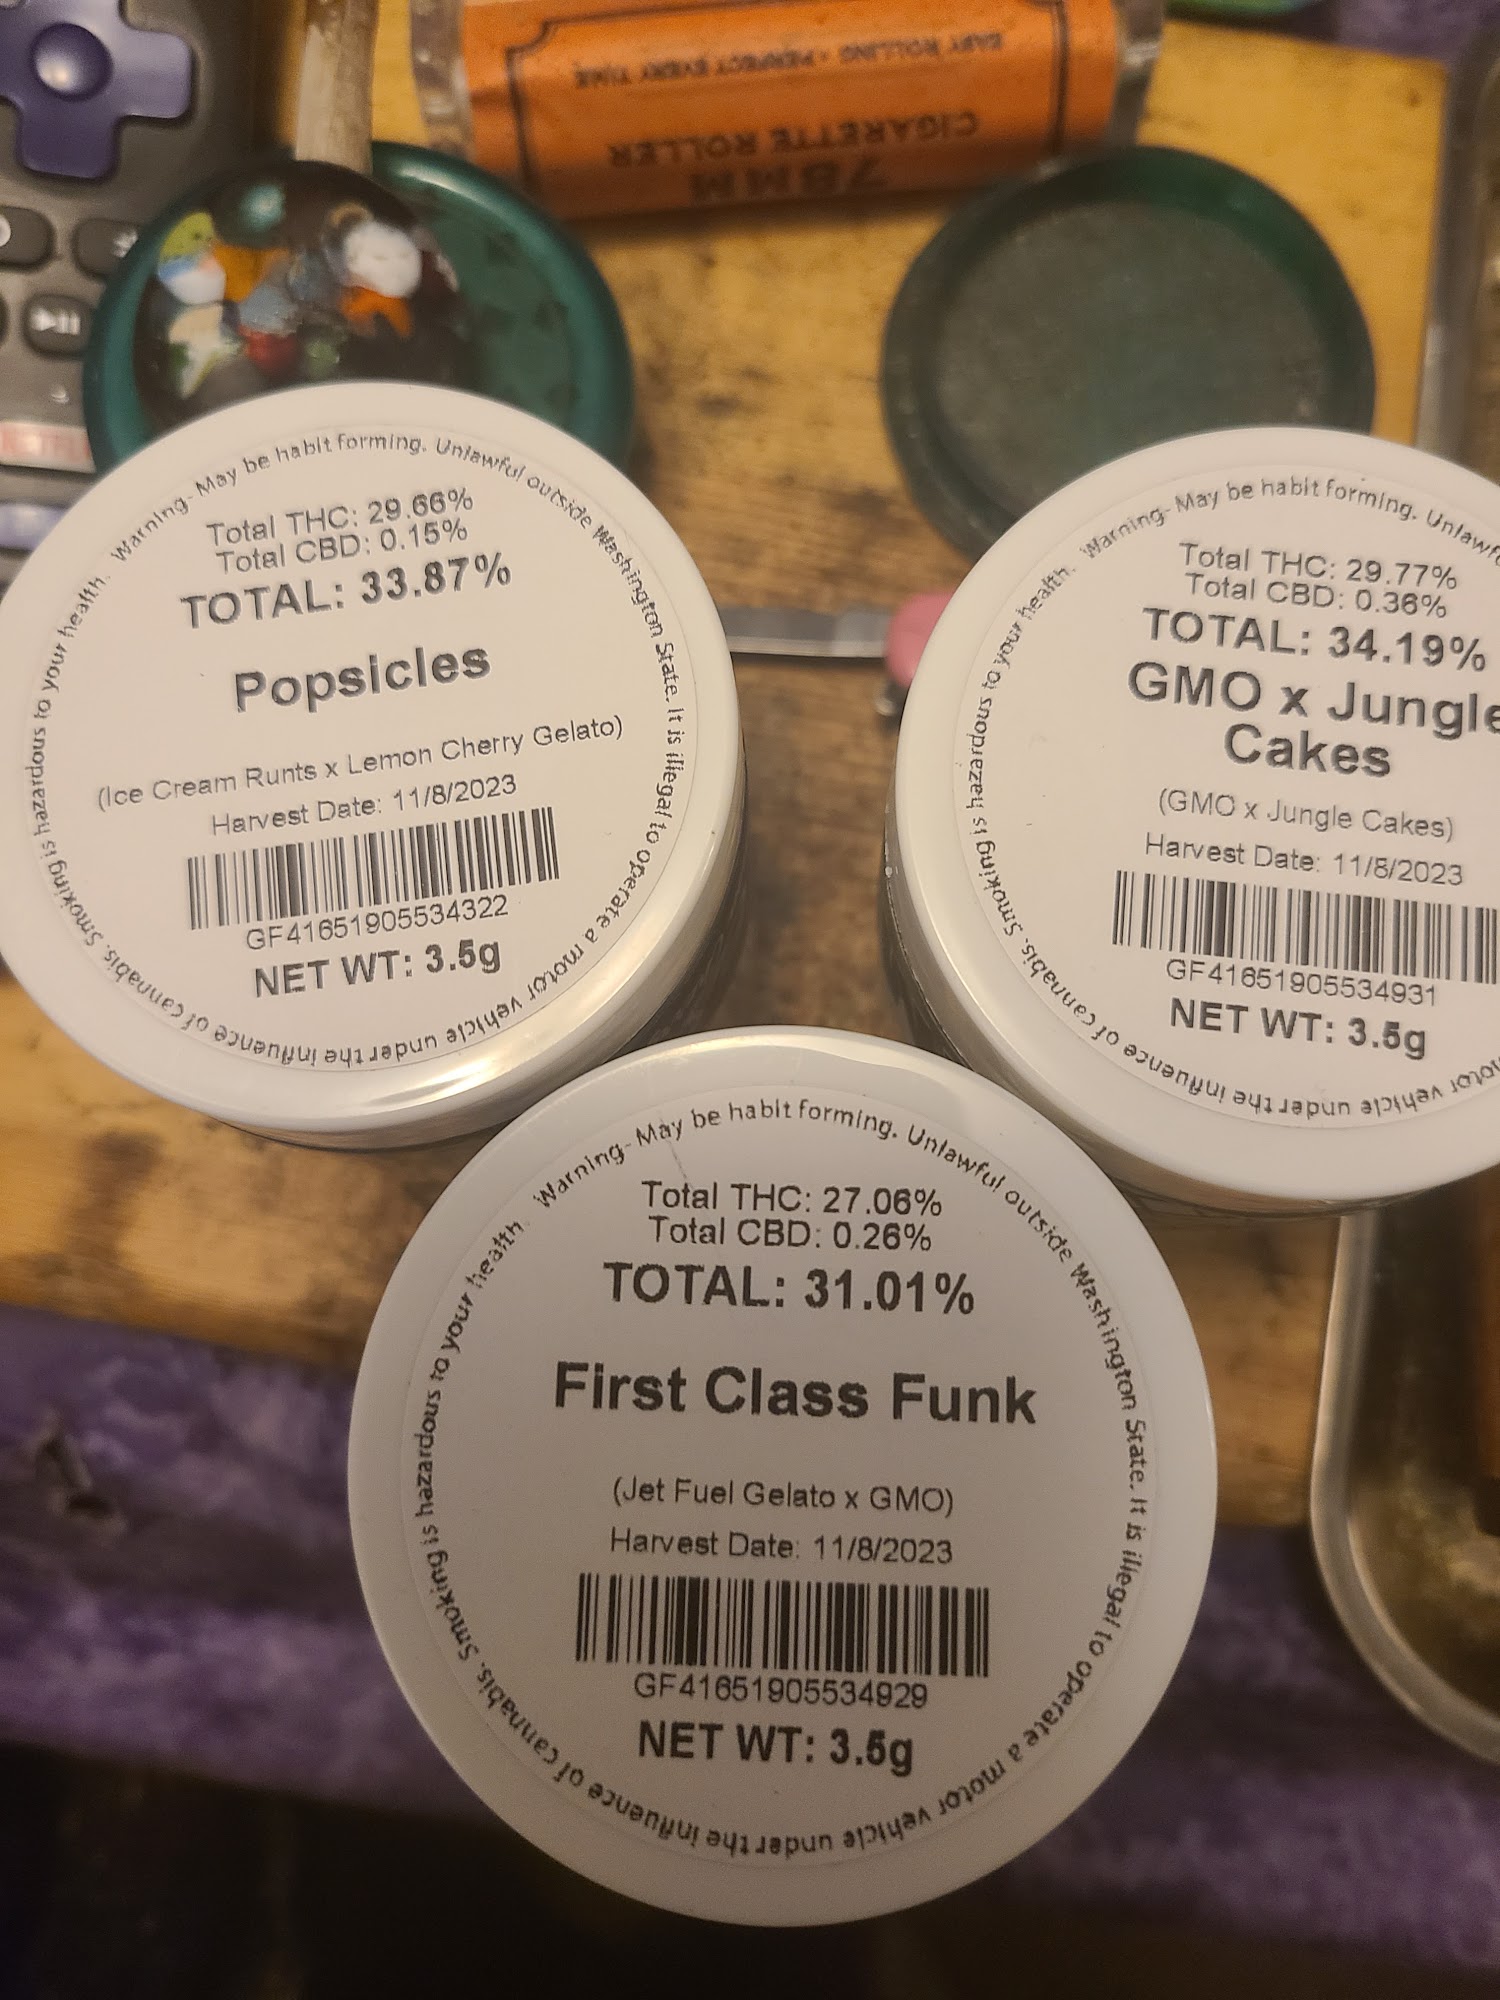 EASY ROLLING • PERFECT EVERY TIME
CIGARETTE ROLLER
78MM
Warning- May be habit forming. Unlawful outside Washington State. It is illegal to operate a motor vehicle under the influence of cannabis. Smoking is hazardous to your health.
Total THC: 29.66%
Total CBD: 0.15%
TOTAL: 33.87%
Popsicles
(Ice Cream Runts x Lemon Cherry Gelato)
Harvest Date: 11/8/2023
GF41651905534322
NET WT: 3.5g
Warning- May be habit forming. Unlawf
motor vehicle under the influence of cannabis. Smoking is hazardous to your health.
Total THC: 29.77%
Total CBD: 0.36%
TOTAL: 34.19%
GMO x Jungle
Cakes
(GMO x Jungle Cakes)
Harvest Date: 11/8/2023
GF41651905534931
NET WT: 3.5g
Warning- May be habit forming. Unlawful outside Washington State. It is illegal to operate a motor vehicle under the influence of cannabis. Smoking is hazardous to your health.
Total THC: 27.06%
Total CBD: 0.26%
TOTAL: 31.01%
First Class Funk
(Jet Fuel Gelato x GMO)
Harvest Date: 11/8/2023
GF41651905534929
NET WT: 3.5g